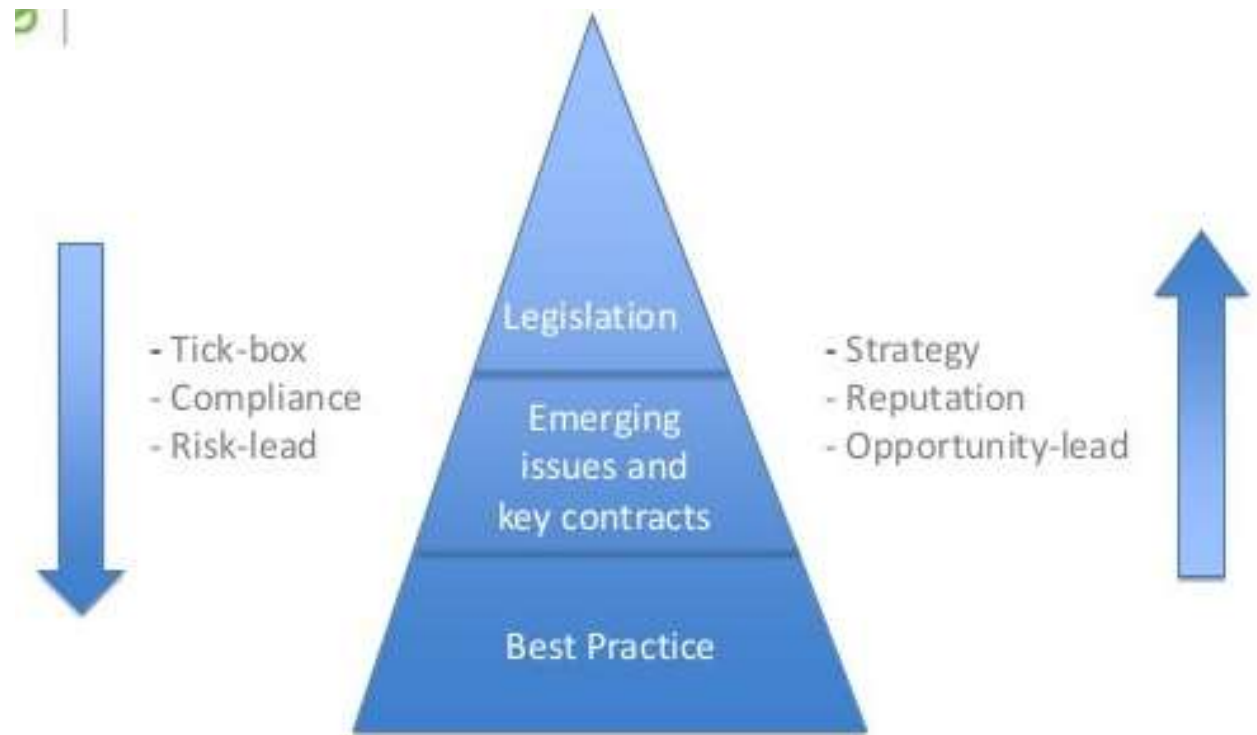 Legislation
- Tick-box
- Compliance
- Risk-lead
Emerging
issues and
key contracts
- Strategy
- Reputation
- Opportunity-lead
Best Practice